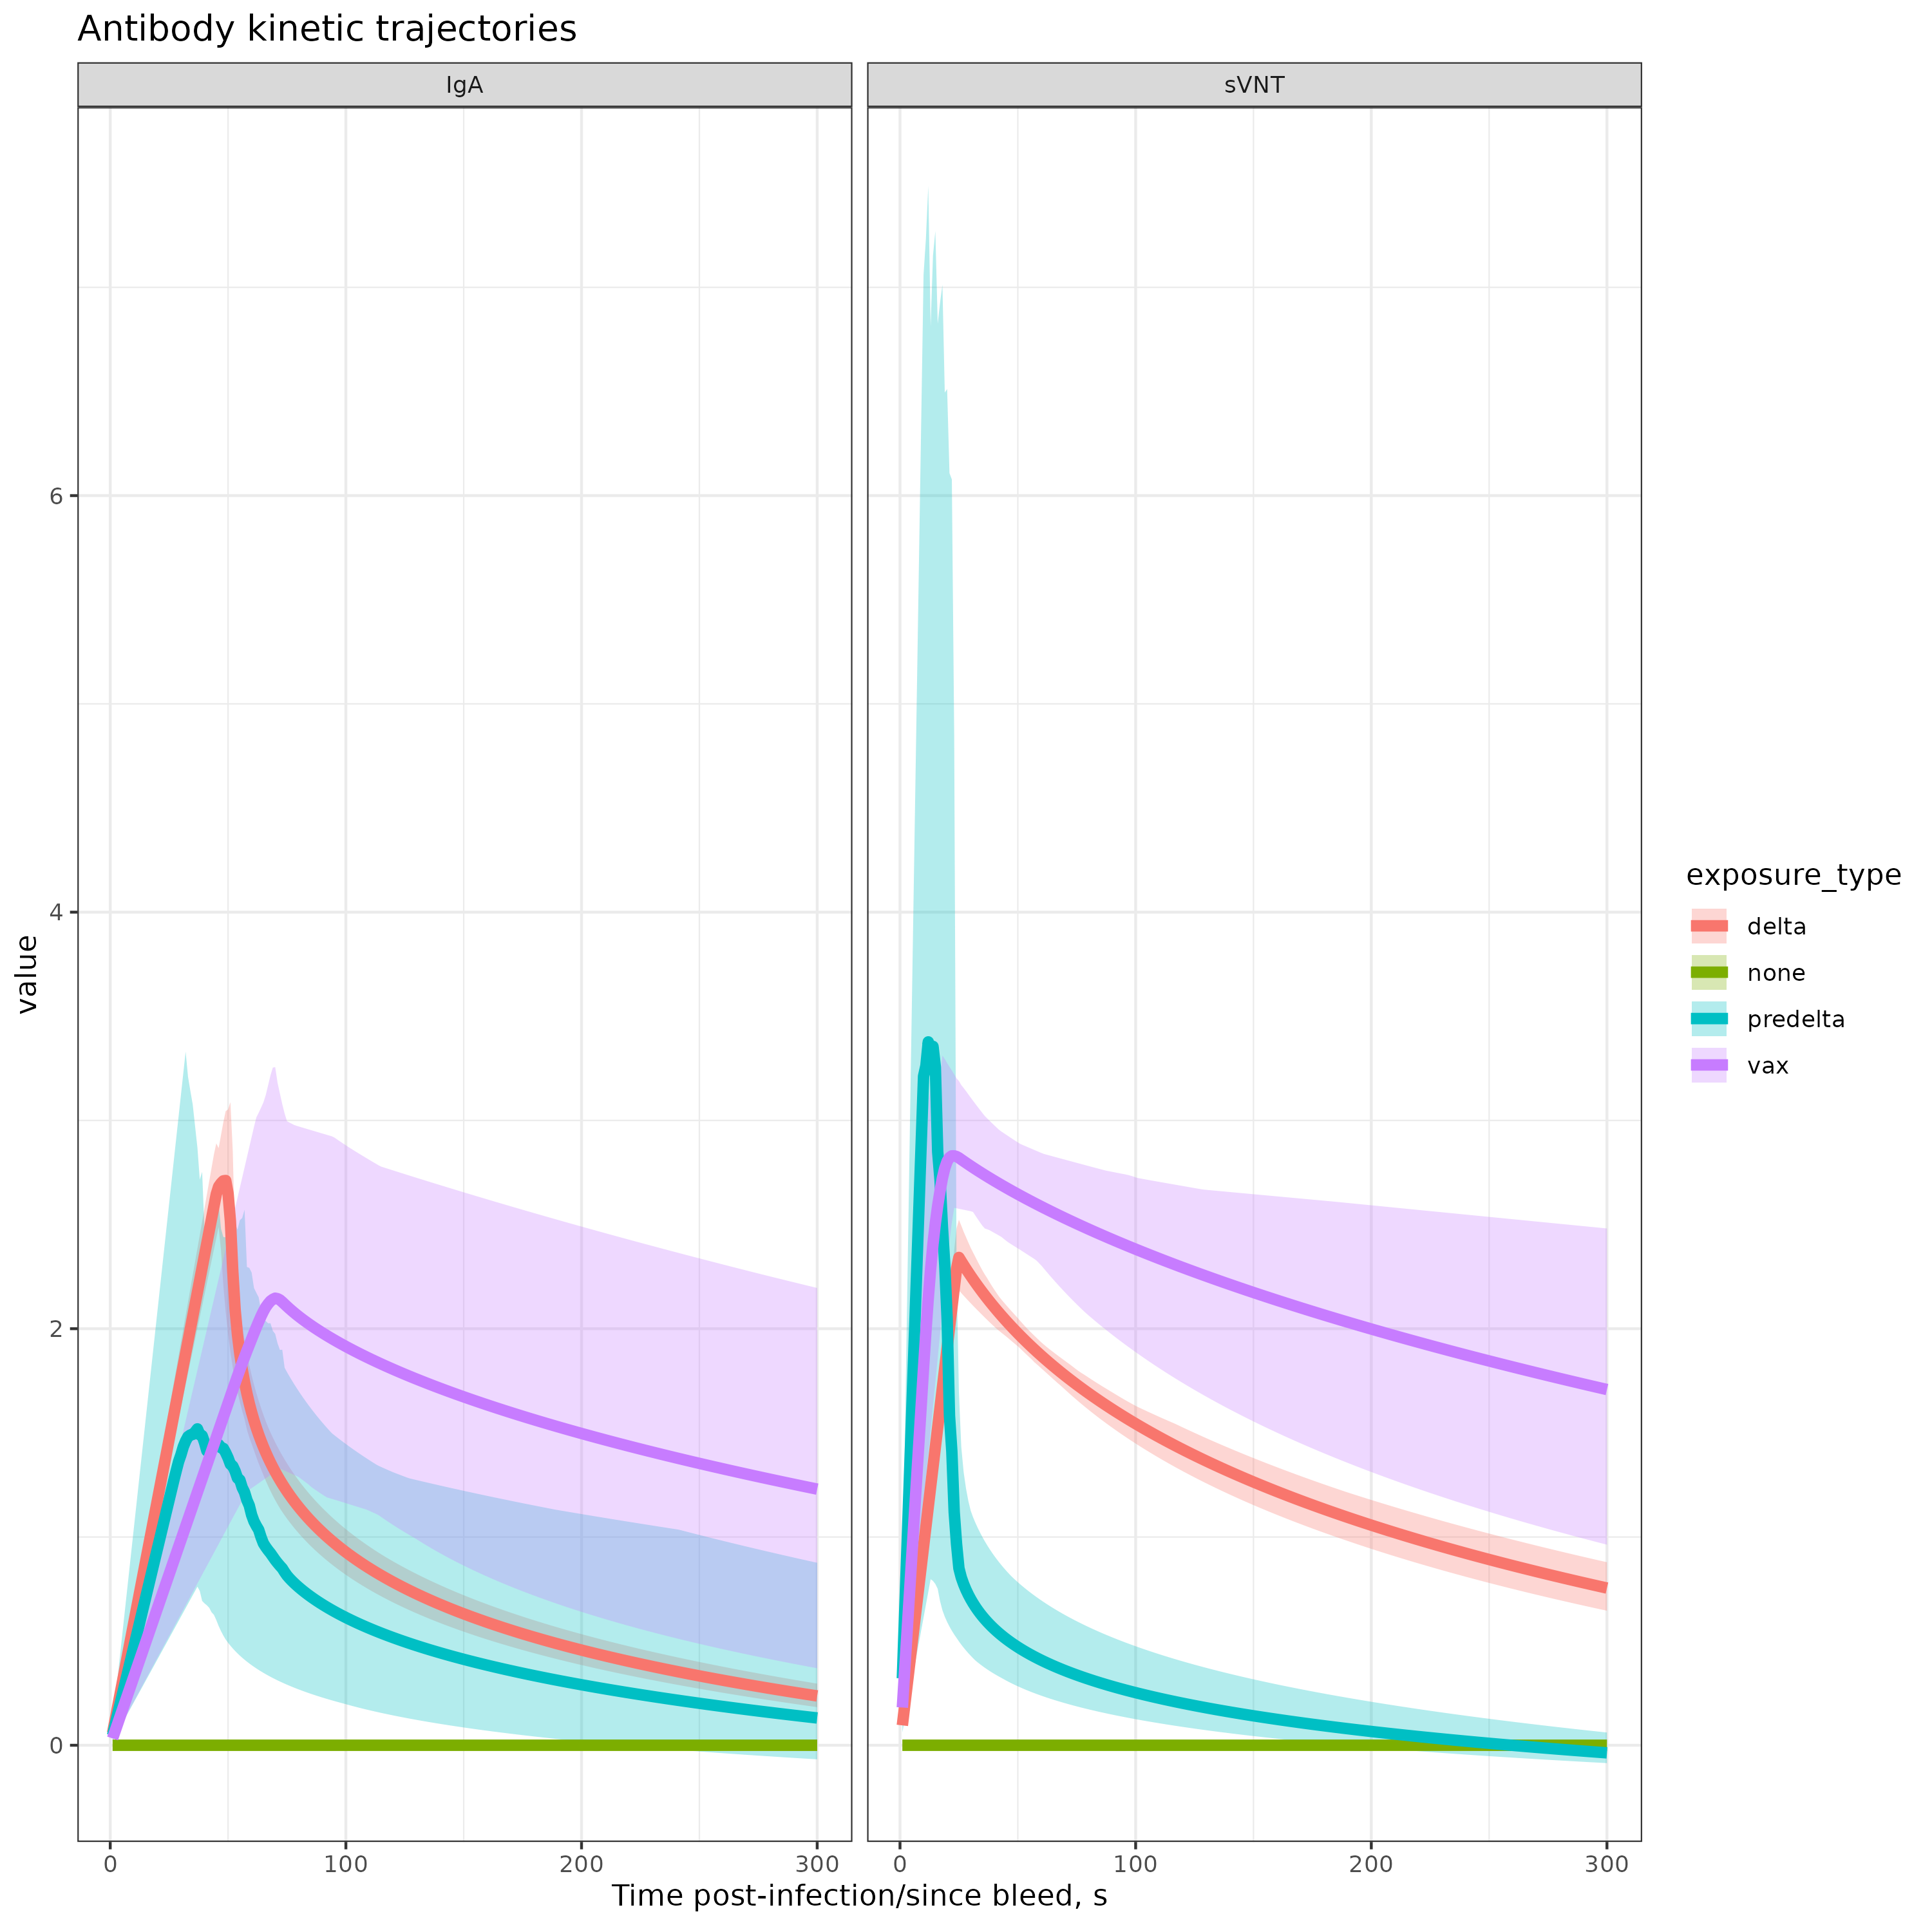 Antibody kinetic trajectories
IgA
sVNT
6
4
2
0
value
0
100
200
300
0
100
200
300
Time post-infection/since bleed, s
exposure_type
delta
none
predelta
vax